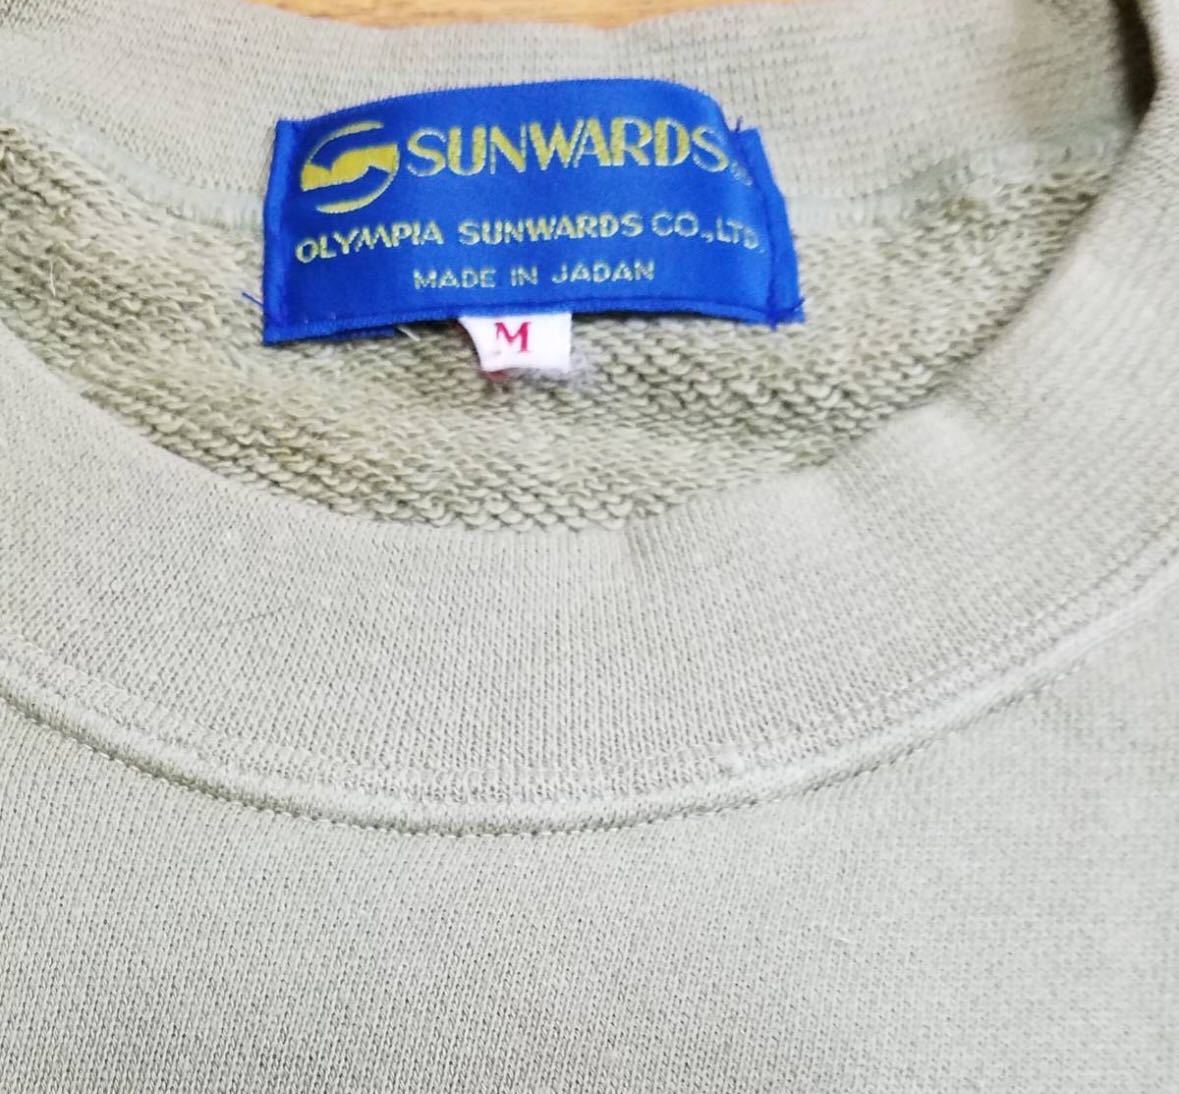 SUNWARDS®
OLYMPIA SUNWARDS CO.,LTD.
MADE IN JADAN
M